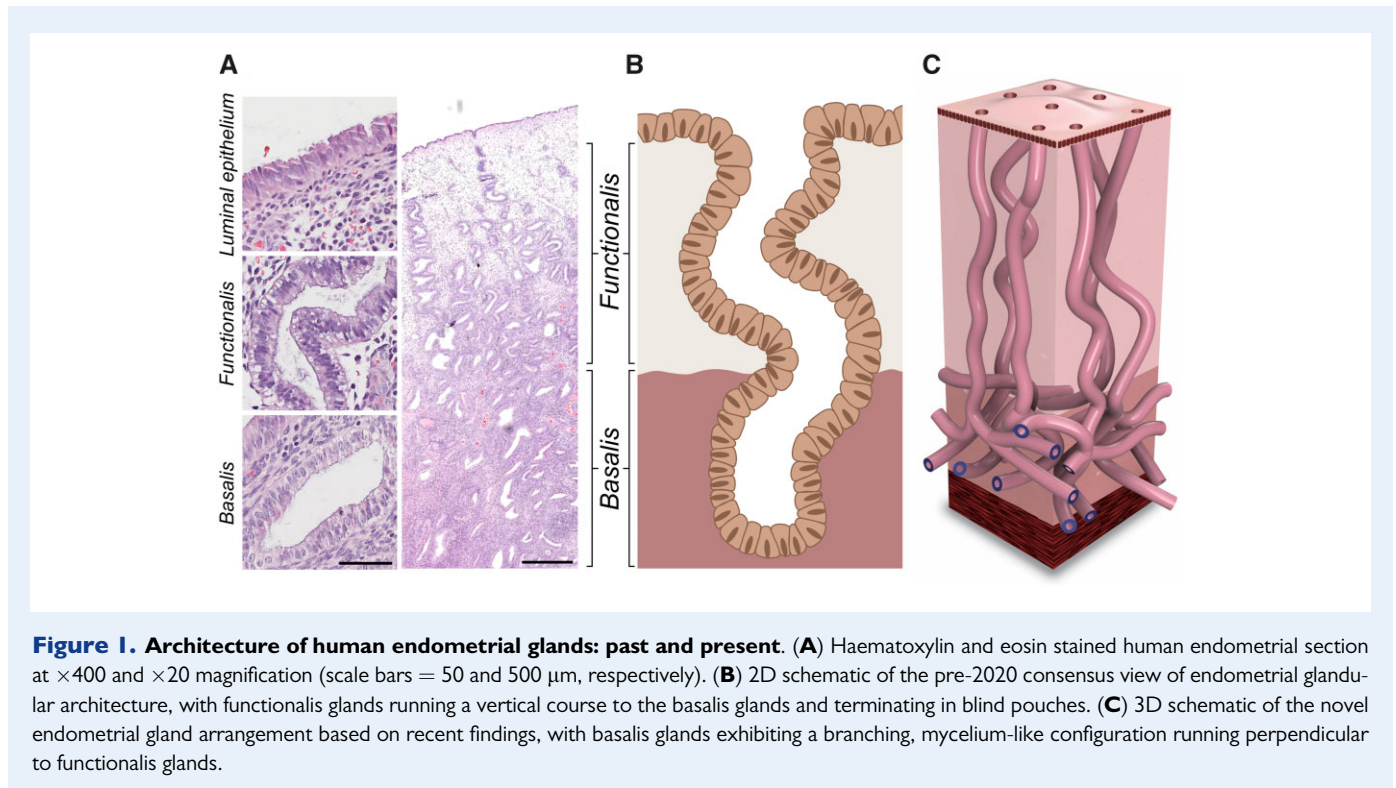 A
B
C
Luminal epithelium
Functionalis
Basalis
Functionalis
Basalis
Figure 1. Architecture of human endometrial glands: past and present. (A) Haematoxylin and eosin stained human endometrial section
at ×400 and ×20 magnification (scale bars = 50 and 500 μm, respectively). (B) 2D schematic of the pre-2020 consensus view of endometrial glandu-
lar architecture, with functionalis glands running a vertical course to the basalis glands and terminating in blind pouches. (C) 3D schematic of the novel
endometrial gland arrangement based on recent findings, with basalis glands exhibiting a branching, mycelium-like configuration running perpendicular
to functionalis glands.